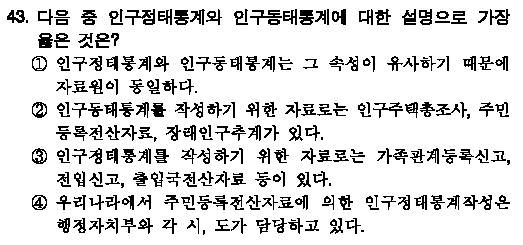 43. 다음 중 인구정태통계와 인구동태통계에 대한 설명으로 가장
옳은 것은?
① 인구정태통계와 인구동태통계는 그 속성이 유사하기 때문에
자료원이 동일하다.
② 인구동태통계를 작성하기 위한 자료로는 인구주택총조사, 주민
등록전산자료, 장래인구추계가 있다.
③ 인구정태통계를 작성하기 위한 자료로는 가족관계등록신고,
전입신고, 출입국전산자료 등이 있다.
④ 우리나라에서 주민등록전산자료에 의한 인구정태통계작성은
행정자치부와 각 시, 도가 담당하고 있다.